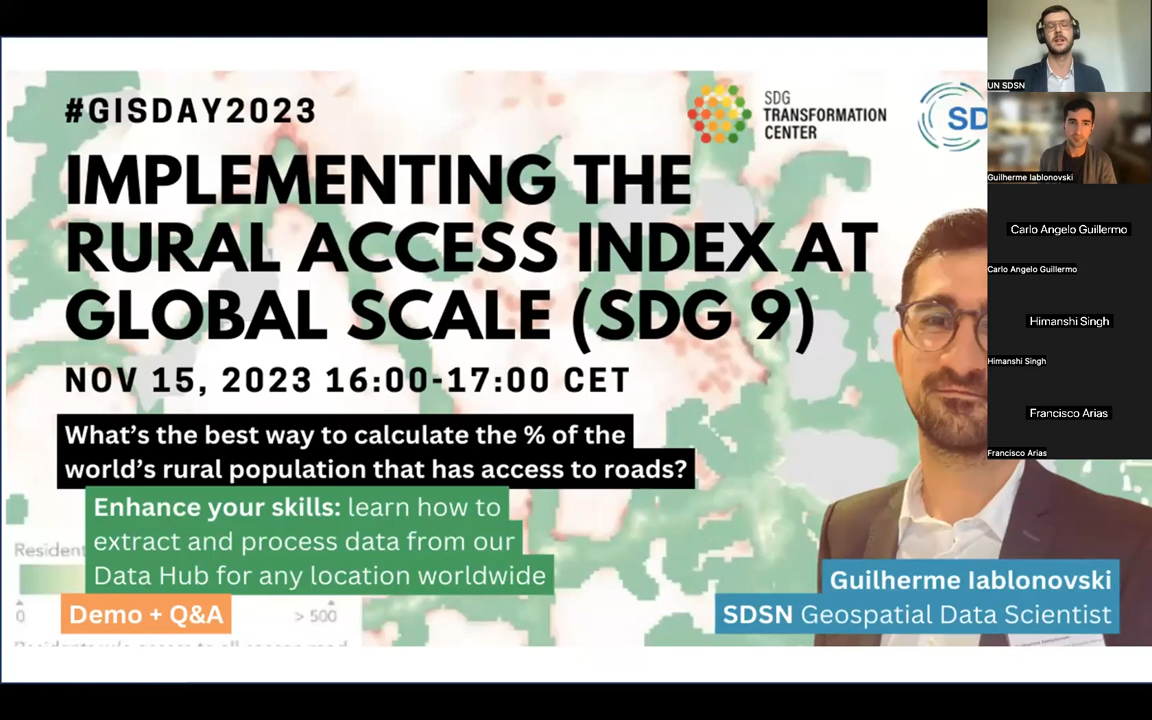 #GISDAY2023
SDG
TRANSFORMATION
CENTER
SD
IMPLEMENTING THE
RURAL ACCESS INDEX AT
GLOBAL SCALE (SDG 9)
NOV 15, 2023 16:00-17:00 CET
What's the best way to calculate the % of the
world's rural population that has access to roads?
Enhance your skills: learn how to
extract and process data from our
Data Hub for any location worldwide
Resident
0
> 500
Demo + Q&A
Guilherme Iablonovski
SDSN Geospatial Data Scientist
UN SDSN
Guilherme Iablonovski
Carlo Angelo Guillermo
Carlo Angelo Guillermo
Himanshi Singh
Himanshi Singh
Francisco Arias
Francisco Arias